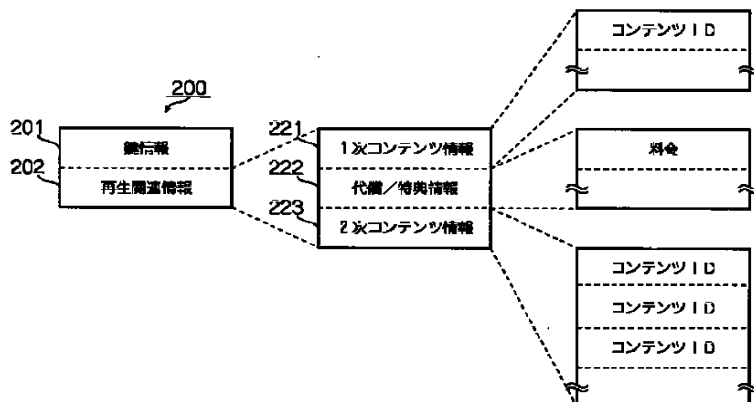 200
201
鍵信報
202
再生関連情報
221
1次コンテンツ情報
222
代償/特典情報
223
2次コンテンツ情報
コンテンツID
料金
コンテンツID
コンテンツID
コンテンツID